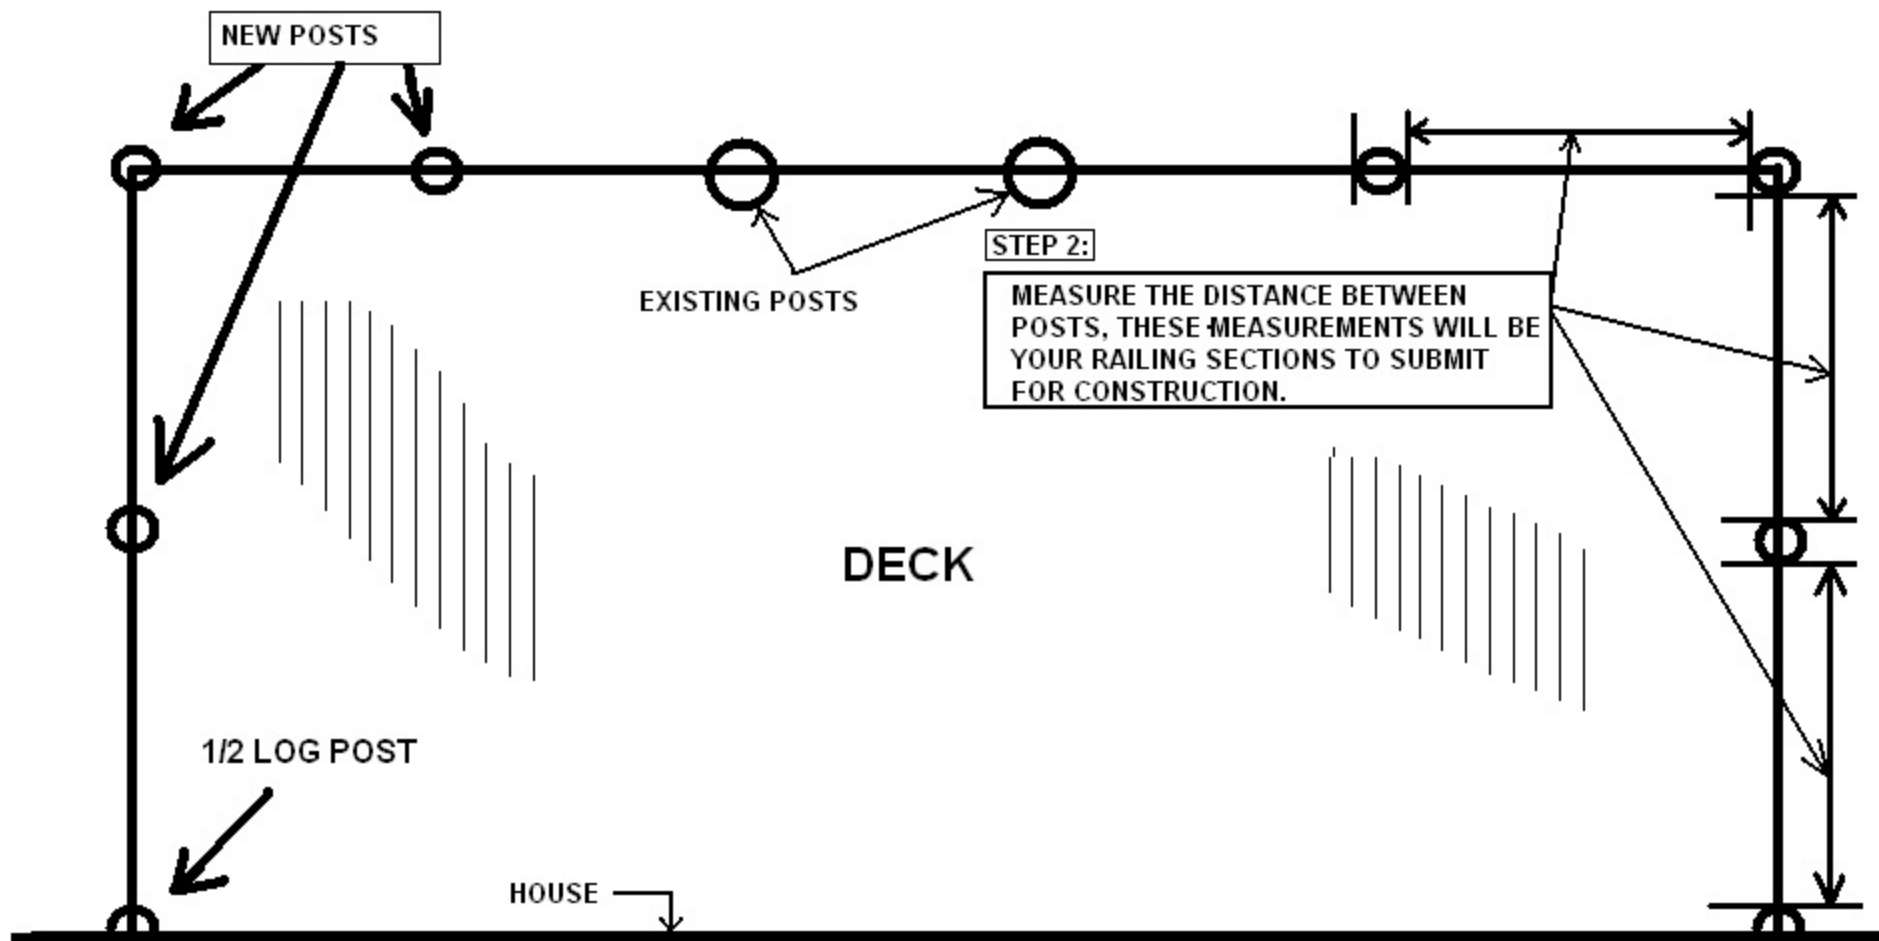 NEW POSTS
EXISTING POSTS
STEP 2:
MEASURE THE DISTANCE BETWEEN
POSTS, THESE MEASUREMENTS WILL BE
YOUR RAILING SECTIONS TO SUBMIT
FOR CONSTRUCTION.
DECK
1/2 LOG POST
HOUSE